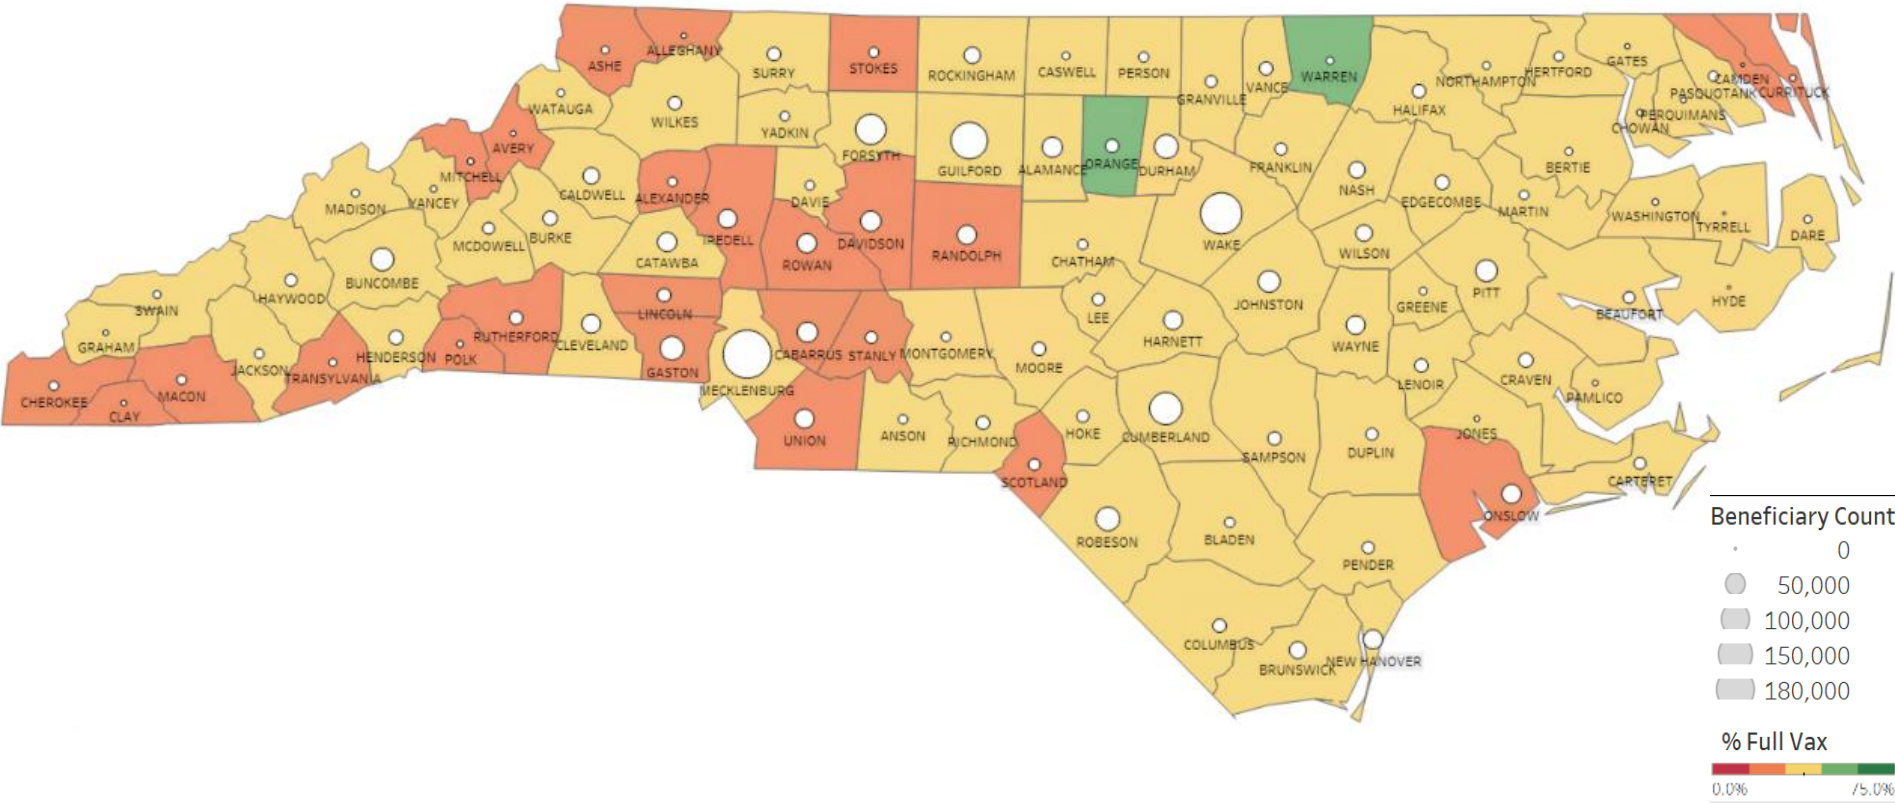 ASHE
ALLEGHANY
SURRY
STOKES
ROCKINGHAM
CASWELL
PERSON
GRANVILLE
VANCE
WARREN
NORTHAMPTON
HALIFAX
HERTFORD
GATES
CAMDEN
PASQUOTANK
CURRITUCK
PERQUIMANS
CHOWAN
WATAUGA
WILKES
YADKIN
FORSYTH
GUILFORD
ALAMANCE
ORANGE
DURHAM
FRANKLIN
NASH
EDGECOMBE
BERTIE
MARTIN
WASHINGTON
TYRRELL
DARE
AVERY
MITCHELL
YANCEY
MADISON
CALDWELL
ALEXANDER
DAVIE
IREDELL
DAVIDSON
ROWAN
RANDOLPH
CHATHAM
WAKE
WILSON
MCDOWELL
BURKE
CATAWBA
BUNCOMBE
HAYWOOD
SWAIN
GRAHAM
JOHNSTON
GREENE
PITT
BEAUFORT
HYDE
LINCOLN
RUTHERFORD
CLEVELAND
POLK
HENDERSON
JACKSON
TRANSYLVANIA
MACON
CHEROKEE
CLAY
GASTON
MECKLENBURG
CABARRUS
STANLY
MONTGOMERY
MOORE
LEE
HARNETT
WAYNE
LENOIR
CRAVEN
PAMLICO
UNION
ANSON
RICHMOND
HOKE
CUMBERLAND
SAMPSON
DUPLIN
JONES
SCOTLAND
ONSLOW
CARTERET
ROBESON
BLADEN
PENDER
COLUMBUS
BRUNSWICK
NEW HANOVER
Beneficiary Count
0
50,000
100,000
150,000
180,000
% Full Vax
0.0% 75.0%